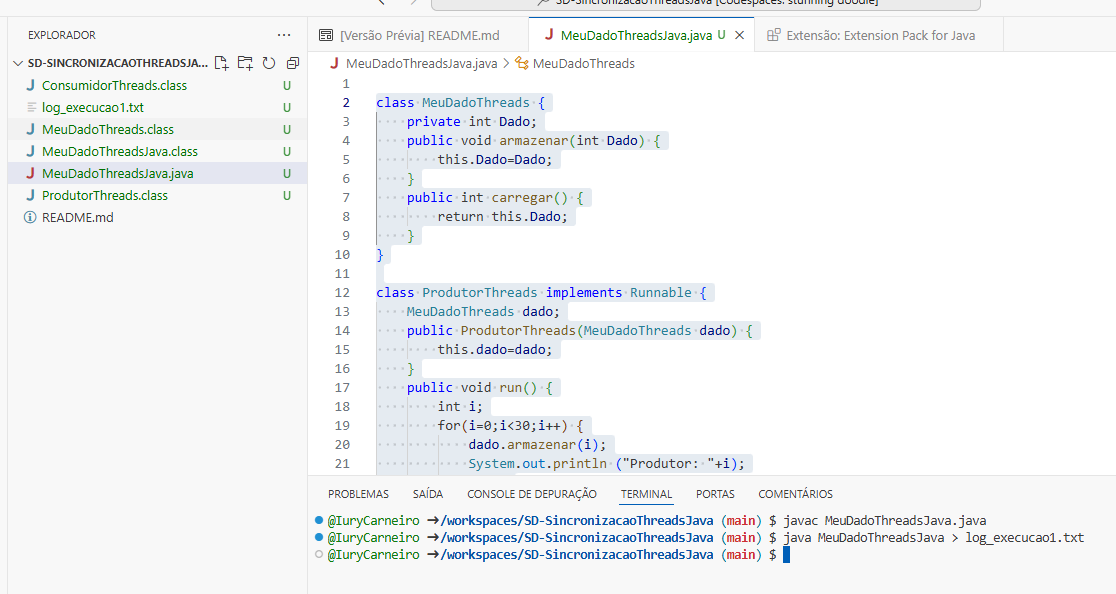 SD-SincronizacaoThreadsJava [Codespaces: stunning doodle]
EXPLORADOR
[Versão Prévia] README.md
MeuDadoThreadsJava.java U
Extensão: Extension Pack for Java
SD-SINCRONIZACAOTHREADSJA...
MeuDadoThreadsJava.java > MeuDadoThreads
ConsumidorThreads.class U
log_execucao1.txt U
MeuDadoThreads.class U
MeuDadoThreadsJava.class U
MeuDadoThreadsJava.java U
ProdutorThreads.class U
README.md
1
2 class MeuDadoThreads {
3 private int Dado;
4 public void armazenar(int Dado) {
5 this.Dado=Dado;
6 }
7 public int carregar() {
8 return this.Dado;
9 }
10 }
11
12 class ProdutorThreads implements Runnable {
13 MeuDadoThreads dado;
14 public ProdutorThreads(MeuDadoThreads dado) {
15 this.dado=dado;
16 }
17 public void run() {
18 int i;
19 for(i=0;i<30;i++) {
20 dado.armazenar(i);
21 System.out.println ("Produtor: "+i);
PROBLEMAS SAÍDA CONSOLE DE DEPURAÇÃO TERMINAL PORTAS COMENTÁRIOS
@IuryCarneiro ➜/workspaces/SD-SincronizacaoThreadsJava (main) $ javac MeuDadoThreadsJava.java
@IuryCarneiro ➜/workspaces/SD-SincronizacaoThreadsJava (main) $ java MeuDadoThreadsJava > log_execucao1.txt
@IuryCarneiro ➜/workspaces/SD-SincronizacaoThreadsJava (main) $